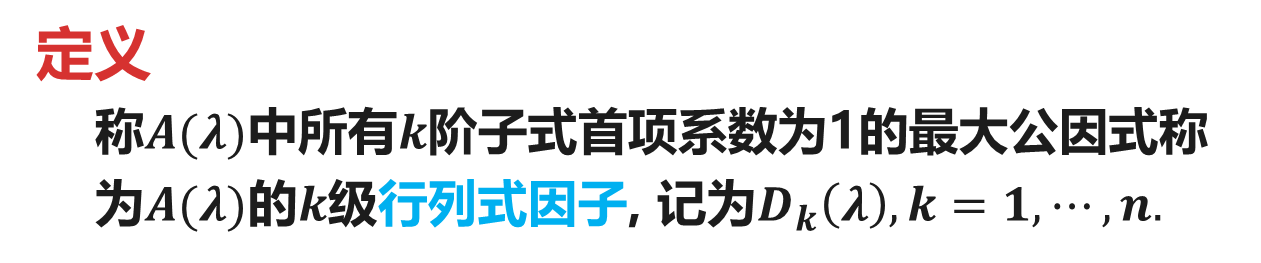 定义
称A(λ)中所有k阶子式首项系数为1的最大公因式称
为A(λ)的k级行列式因子, 记为Dₖ(λ), k = 1, ⋯, n.